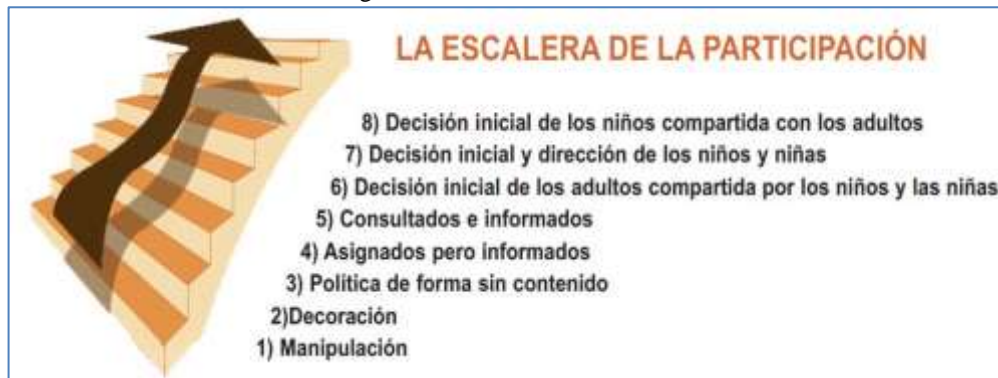 LA ESCALERA DE LA PARTICIPACIÓN
8) Decisión inicial de los niños compartida con los adultos
7) Decisión inicial y dirección de los niños y niñas
6) Decisión inicial de los adultos compartida por los niños y las niñas
5) Consultados e informados
4) Asignados pero informados
3) Política de forma sin contenido
2)Decoración
1) Manipulación